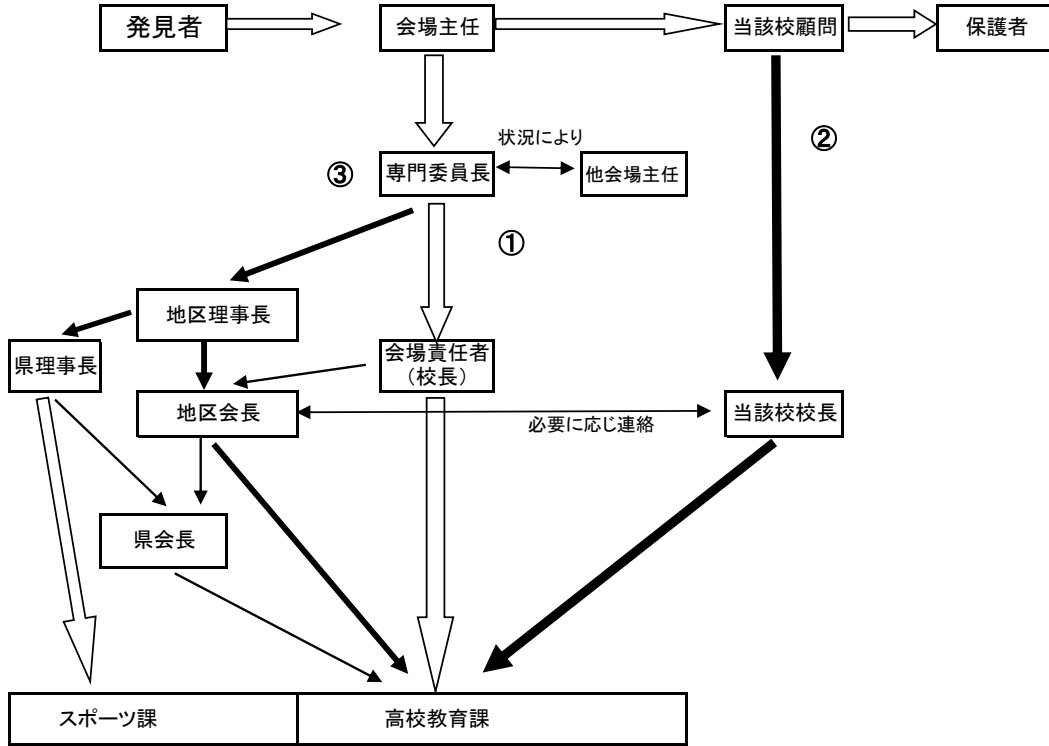 発見者
会場主任
当該校顧問
保護者
状況により
②
③
専門委員長
他会場主任
①
地区理事長
県理事長
会場責任者
（校長）
地区会長
必要に応じ連絡
当該校校長
県会長
スポーツ課
高校教育課